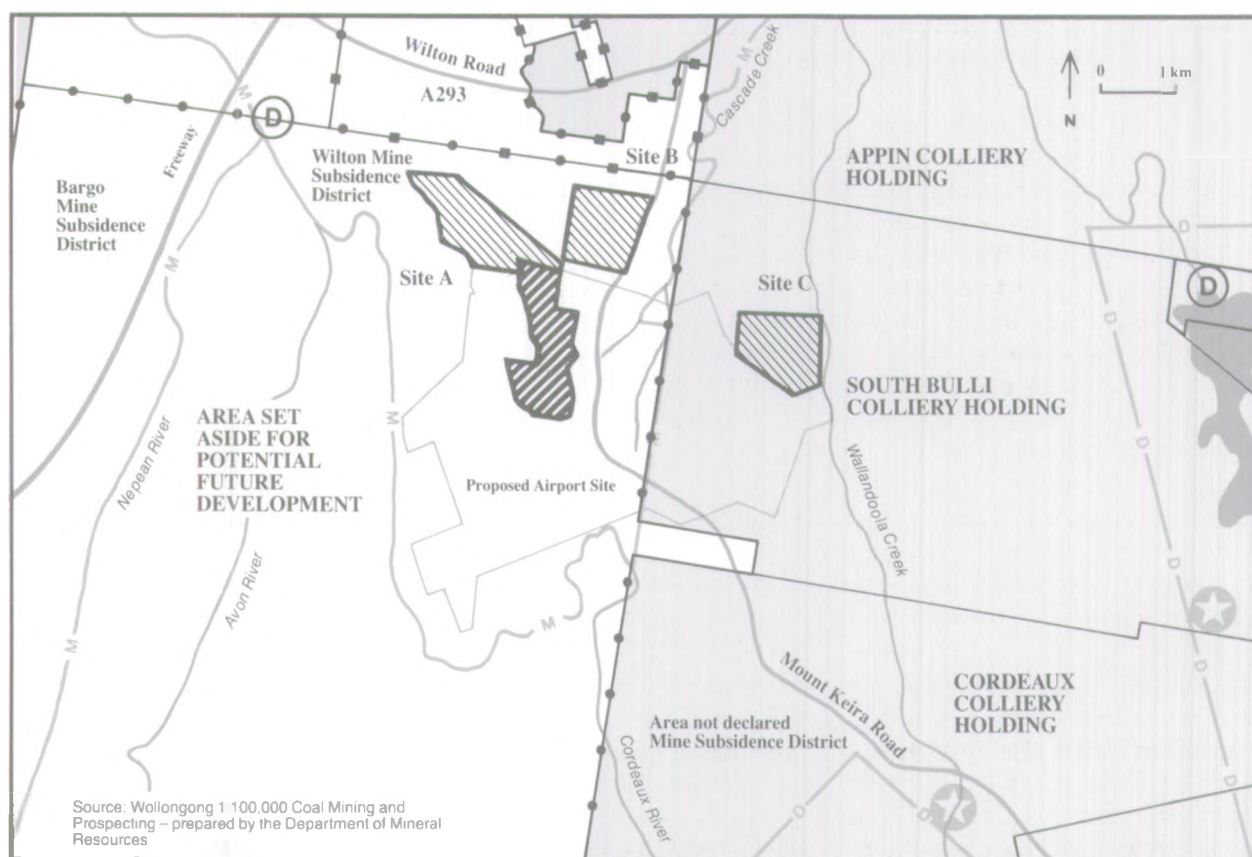 Wilton Road
A293
Cascade Creek
0 1 km
N
M
D
Freeway
Site B
Wilton Mine
Subsidence
District
APPIN COLLIERY
HOLDING
Bargo
Mine
Subsidence
District
D
M
Site A
Site C
D
D
SOUTH BULLI
COLLIERY HOLDING
AREA SET
ASIDE FOR
POTENTIAL
FUTURE
DEVELOPMENT
M
Nepean River
D
Proposed Airport Site
Wallandoola Creek
Avon River
D
M
M
D
Mount Keira Road
CORDEAUX
COLLIERY
HOLDING
Area not declared
Mine Subsidence District
Cordeaux River
D
D
Source: Wollongong 1 100,000 Coal Mining and
Prospecting – prepared by the Department of Mineral
Resources